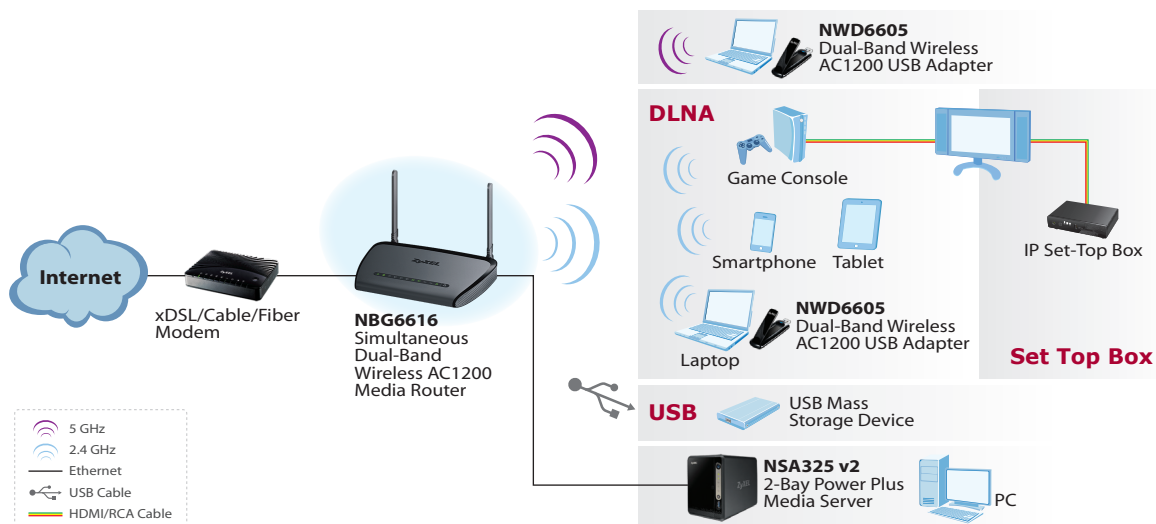 NWD6605
Dual-Band Wireless
AC1200 USB Adapter
DLNA
Game Console
Smartphone
Tablet
IP Set-Top Box
NWD6605
Dual-Band Wireless
AC1200 USB Adapter
Laptop
Set Top Box
Internet
xDSL/Cable/Fiber
Modem
ZyXEL
NBG6616
Simultaneous
Dual-Band
Wireless AC1200
Media Router
USB
USB Mass
Storage Device
NSA325 v2
2-Bay Power Plus
Media Server
PC
5 GHz
2.4 GHz
Ethernet
USB Cable
HDMI/RCA Cable